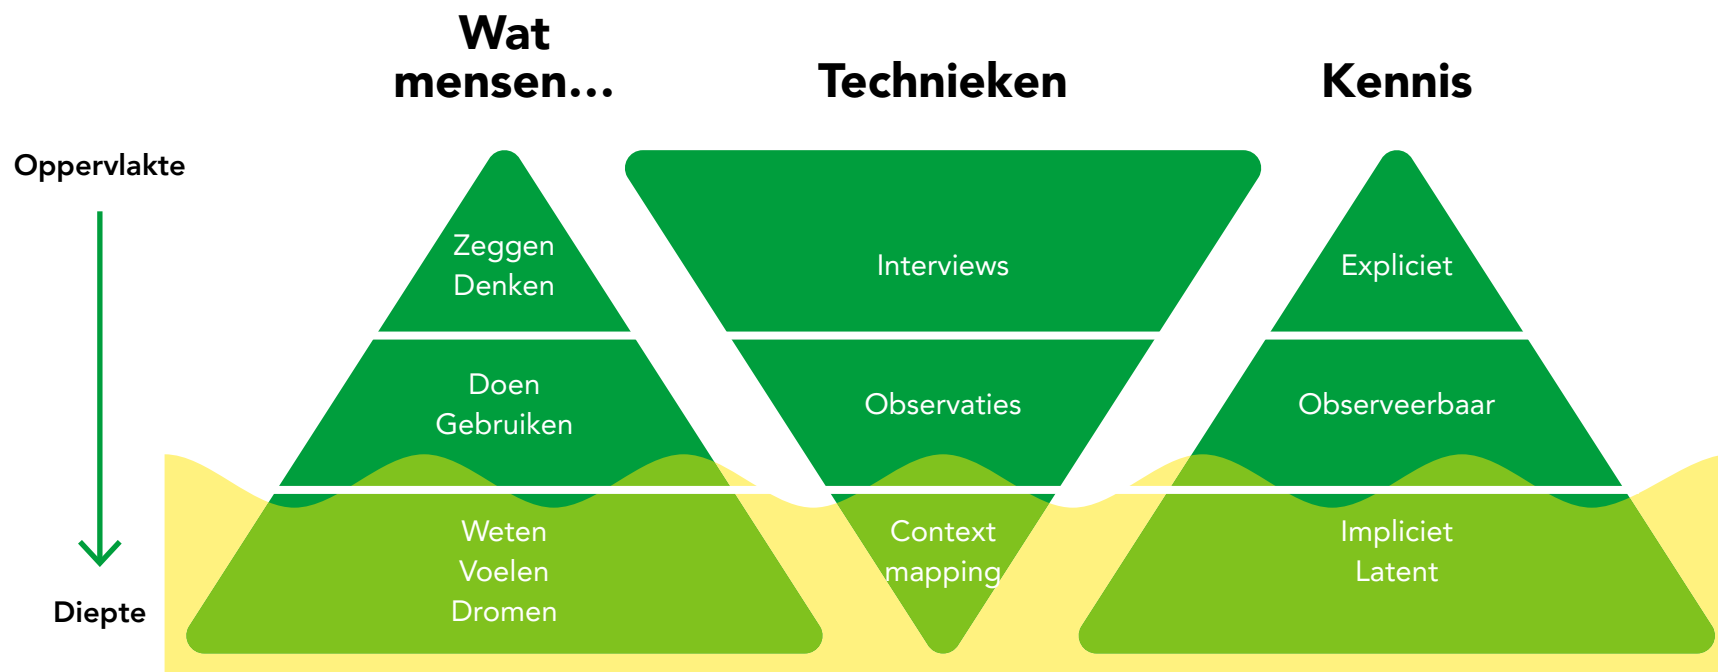 Wat
mensen...
Technieken
Kennis
Oppervlakte
Zeggen
Denken
Interviews
Expliciet
Doen
Gebruiken
Observaties
Observeerbaar
Weten
Voelen
Dromen
Context
mapping
Impliciet
Latent
Diepte